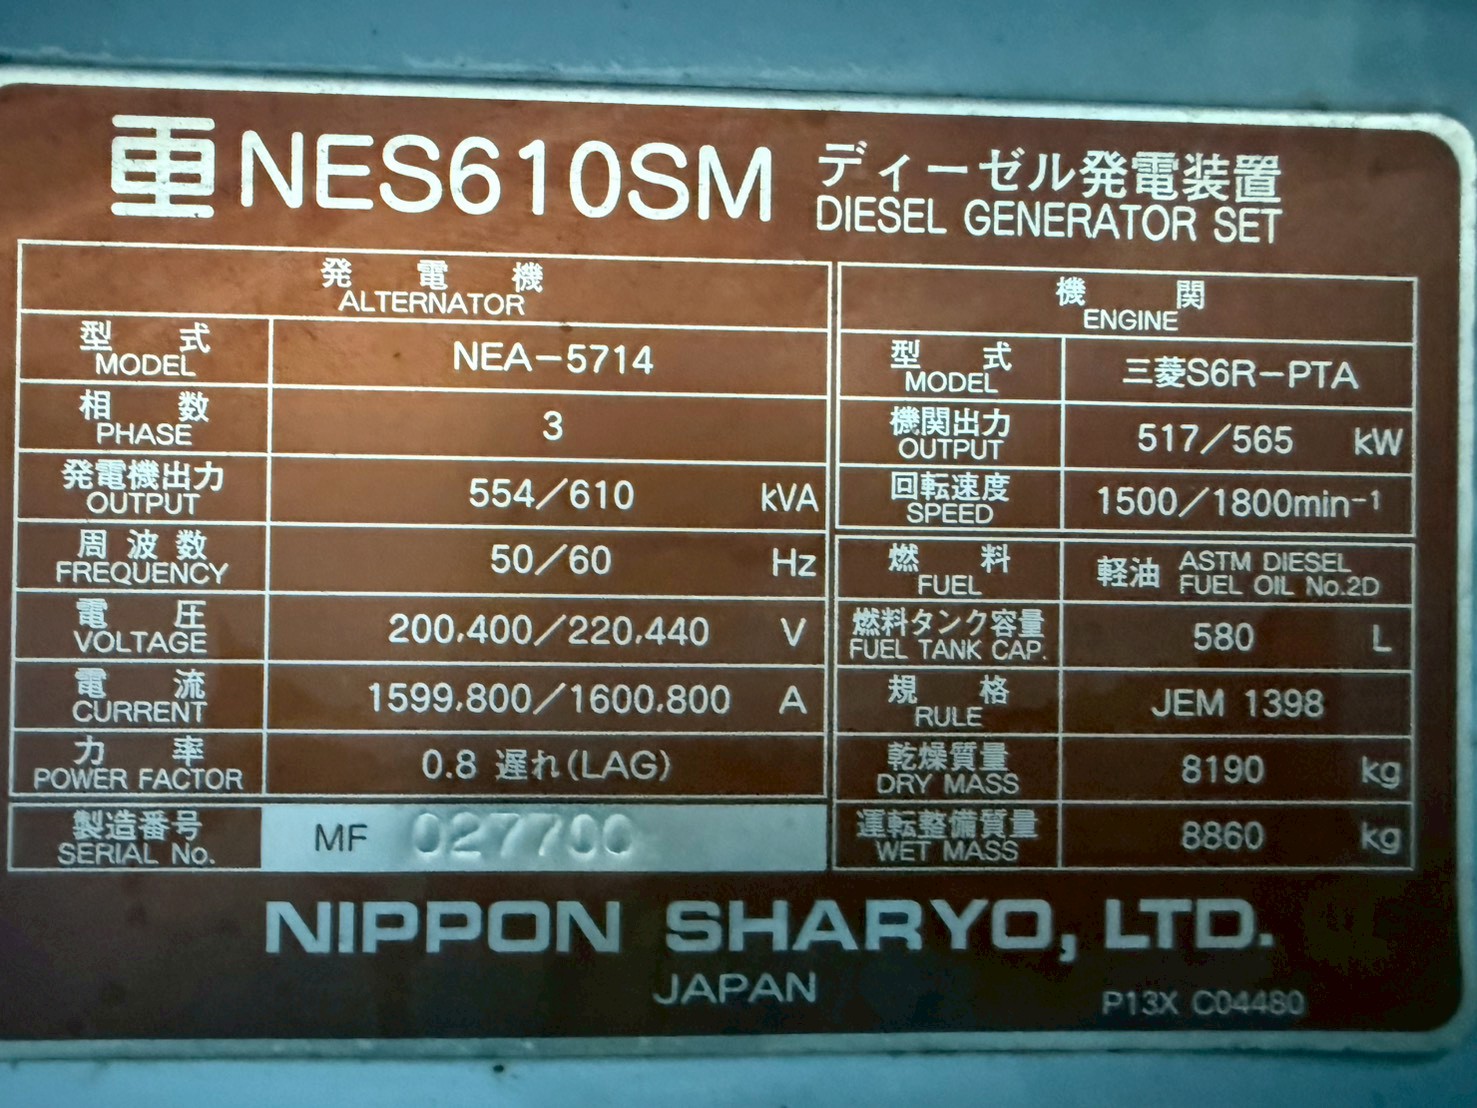 NES610SM ディーゼル発電装置
DIESEL GENERATOR SET
発電機
ALTERNATOR
型式
MODEL
NEA-5714
相数
PHASE
3
発電機出力
OUTPUT
554/610 kVA
周波数
FREQUENCY
50/60 Hz
電圧
VOLTAGE
200,400/220,440 V
電流
CURRENT
1599,800/1600,800 A
力率
POWER FACTOR
0.8 遅れ(LAG)
製造番号
SERIAL No.
MF 027700
機関
ENGINE
型式
MODEL
三菱S6R-PTA
機関出力
OUTPUT
517/565 kW
回転速度
SPEED
1500/1800min⁻¹
燃料
FUEL
軽油 ASTM DIESEL
FUEL OIL No.2D
燃料タンク容量
FUEL TANK CAP.
580 L
規格
RULE
JEM 1398
乾燥質量
DRY MASS
8190 kg
運転整備質量
WET MASS
8860 kg
NIPPON SHARYO, LTD.
JAPAN
P13X C04480